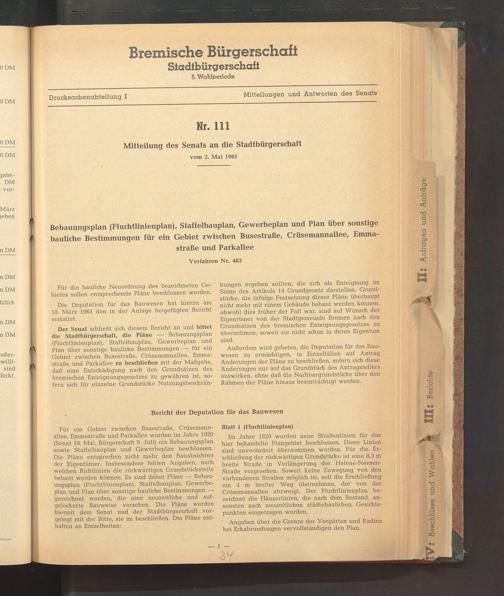 Bremische Bürgerschaft
Stadtbürgerschaft
5. Wahlperiode
Drucksachenabteilung I
Mitteilungen und Antworten des Senats
Nr. 111
Mitteilung des Senats an die Stadtbürgerschaft
vom 2. Mai 1961
Bebauungsplan (Fluchtlinienplan), Staffelbauplan, Gewerbeplan und Plan über sonstige
bauliche Bestimmungen für ein Gebiet zwischen Busestraße, Crüsemannallee, Emma-
straße und Parkallee
Verfahren Nr. 483
Für die bauliche Neuordnung des bezeichneten Ge-
bietes sollen entsprechende Pläne beschlossen werden.
Die Deputation für das Bauwesen hat hierzu am
10. März 1961 den in der Anlage beigefügten Bericht
erstattet.
Der Senat schließt sich diesem Bericht an und bittet
die Stadtbürgerschaft, die Pläne — Bebauungsplan
(Fluchtlinienplan), Staffelbauplan, Gewerbeplan und
Plan über sonstige bauliche Bestimmungen — für ein
Gebiet zwischen Busestraße, Crüsemannallee, Emma-
straße und Parkallee zu beschließen mit der Maßgabe,
daß eine Entschädigung nach den Grundsätzen des
bremischen Enteignungsgesetzes zu gewähren ist, so-
fern sich für einzelne Grundstücke Nutzungsbeschrän-
kungen ergeben sollten, die sich als Enteignung im
Sinne des Artikels 14 Grundgesetz darstellen. Grund-
stücke, die infolge Festsetzung dieser Pläne überhaupt
nicht mehr mit einem Gebäude bebaut werden können,
obwohl dies früher der Fall war, sind auf Wunsch der
Eigentümer von der Stadtgemeinde Bremen nach den
Grundsätzen des bremischen Enteignungsgesetzes zu
übernehmen, soweit sie nicht schon in deren Eigentum
sind.
Außerdem wird gebeten, die Deputation für das Bau-
wesen zu ermächtigen, in Einzelfällen auf Antrag
Änderungen der Pläne zu beschließen, sofern sich diese
Änderungen nur auf das Grundstück des Antragstellers
auswirken, ohne daß die Nachbargrundstücke über den
Rahmen der Pläne hinaus beeinträchtigt werden.
Bericht der Deputation für das Bauwesen
Für ein Gebiet zwischen Busestraße, Crüsemann-
allee, Emmastraße und Parkallee wurden im Jahre 1920
(Senat 18. Mai, Bürgerschaft 9. Juli) ein Bebauungsplan
sowie Staffelbauplan und Gewerbeplan beschlossen.
Die Pläne entsprechen nicht mehr den Bauabsichten
der Eigentümer. Insbesondere fehlen Angaben, nach
welchen Richtlinien die rückwärtigen Grundstücksteile
bebaut werden können. Es sind daher Pläne — Bebau-
ungsplan (Fluchtlinienplan), Staffelbauplan, Gewerbe-
plan und Plan über sonstige bauliche Bestimmungen —
gezeichnet worden, die eine neuzeitliche und auf-
gelockerte Bauweise vorsehen. Die Pläne werden
hiermit dem Senat und der Stadtbürgerschaft vor-
gelegt mit der Bitte, sie zu beschließen. Die Pläne ent-
halten an Einzelheiten:
Blatt 1 (Fluchtlinienplan)
Im Jahre 1920 wurden neue Straßenlinien für das
hier behandelte Plangebiet beschlossen. Diese Linien
sind unverändert übernommen worden. Für die Er-
schließung der rückwärtigen Grundstücke ist eine 8,3 m
breite Straße in Verlängerung der Helene-Neesen-
Straße vorgesehen. Soweit keine Zuwegung von den
vorhandenen Straßen möglich ist, soll die Erschließung
ein 4 m breiter Weg übernehmen, der von der
Crüsemannallee abzweigt. Der Fluchtlinienplan be-
zeichnet die Häuserlinien, die nach dem Bestand, an-
sonsten nach neuzeitlichen städtebaulichen Gesichts-
punkten eingetragen wurden.
Angaben über die Grenze der Vorgärten und Radien
bei Eckabrundungen vervollständigen den Plan.
— 1 —
34
II: Anfragen und Anträge
III: Berichte
IV: Beschlüsse und Wahlen